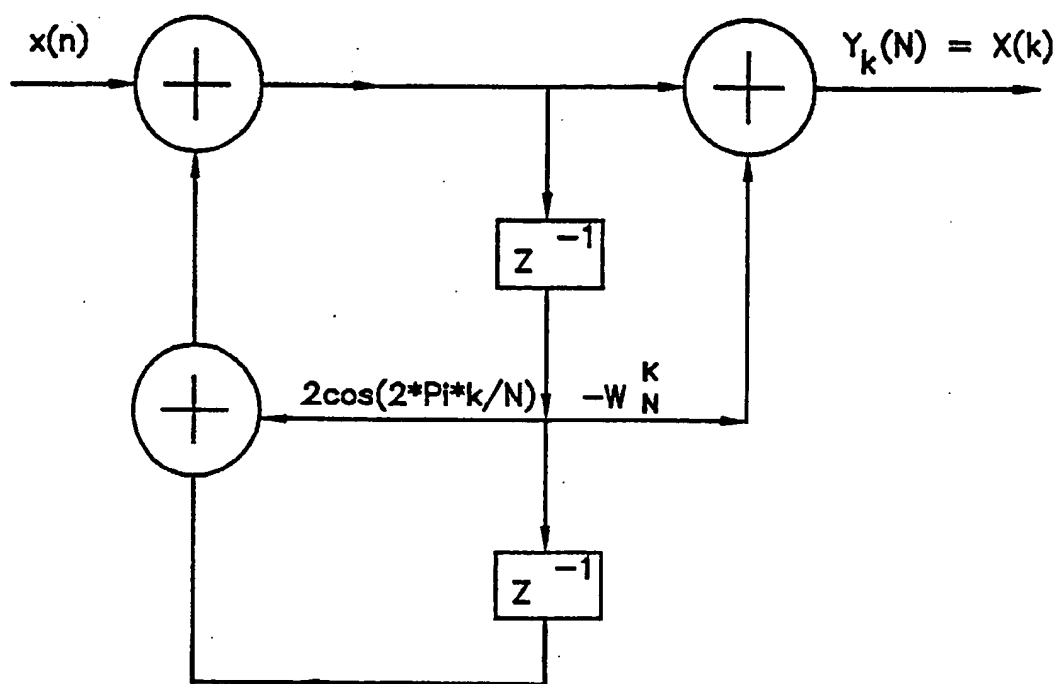 x(n)
Y_k(N) = X(k)
Z^-1
2cos(2*Pi*k/N)
-W_N^K
Z^-1